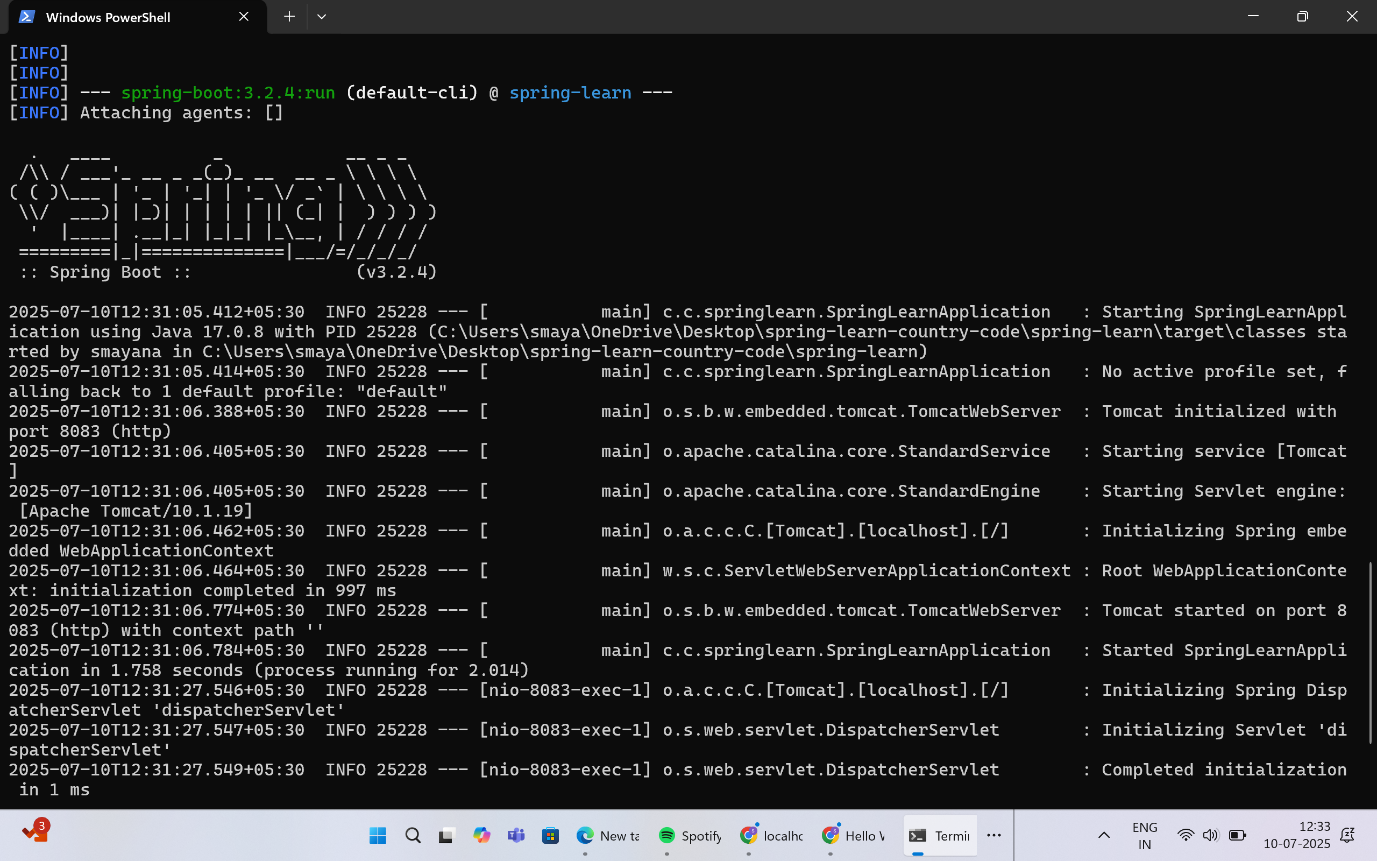 Windows PowerShell
[INFO]
[INFO]
[INFO] --- spring-boot:3.2.4:run (default-cli) @ spring-learn ---
[INFO] Attaching agents: []
  .   ____          _            __ _ _
 /\\ / ___'_ __ _ _(_)_ __  __ _ \ \ \ \
( ( )\___ | '_ | '_| | '_ \/ _` | \ \ \ \
 \\/  ___)| |_)| | | | | || (_| |  ) ) ) )
  '  |____| .__|_| |_|_| |_\__, | / / / /
 =========|_|==============|___/=/_/_/_/
 :: Spring Boot ::                (v3.2.4)
2025-07-10T12:31:05.412+05:30  INFO 25228 --- [           main] c.c.springlearn.SpringLearnApplication   : Starting SpringLearnAppl
ication using Java 17.0.8 with PID 25228 (C:\Users\smaya\OneDrive\Desktop\spring-learn-country-code\spring-learn\target\classes sta
rted by smayana in C:\Users\smaya\OneDrive\Desktop\spring-learn-country-code\spring-learn)
2025-07-10T12:31:05.414+05:30  INFO 25228 --- [           main] c.c.springlearn.SpringLearnApplication   : No active profile set, f
alling back to 1 default profile: "default"
2025-07-10T12:31:06.388+05:30  INFO 25228 --- [           main] o.s.b.w.embedded.tomcat.TomcatWebServer  : Tomcat initialized with
port 8083 (http)
2025-07-10T12:31:06.405+05:30  INFO 25228 --- [           main] o.apache.catalina.core.StandardService   : Starting service [Tomcat
]
2025-07-10T12:31:06.405+05:30  INFO 25228 --- [           main] o.apache.catalina.core.StandardEngine    : Starting Servlet engine:
 [Apache Tomcat/10.1.19]
2025-07-10T12:31:06.462+05:30  INFO 25228 --- [           main] o.a.c.c.C.[Tomcat].[localhost].[/]       : Initializing Spring embe
dded WebApplicationContext
2025-07-10T12:31:06.464+05:30  INFO 25228 --- [           main] w.s.c.ServletWebServerApplicationContext : Root WebApplicationConte
xt: initialization completed in 997 ms
2025-07-10T12:31:06.774+05:30  INFO 25228 --- [           main] o.s.b.w.embedded.tomcat.TomcatWebServer  : Tomcat started on port 8
083 (http) with context path ''
2025-07-10T12:31:06.784+05:30  INFO 25228 --- [           main] c.c.springlearn.SpringLearnApplication   : Started SpringLearnAppli
cation in 1.758 seconds (process running for 2.014)
2025-07-10T12:31:27.546+05:30  INFO 25228 --- [nio-8083-exec-1] o.a.c.c.C.[Tomcat].[localhost].[/]       : Initializing Spring Disp
atcherServlet 'dispatcherServlet'
2025-07-10T12:31:27.547+05:30  INFO 25228 --- [nio-8083-exec-1] o.s.web.servlet.DispatcherServlet        : Initializing Servlet 'di
spatcherServlet'
2025-07-10T12:31:27.549+05:30  INFO 25228 --- [nio-8083-exec-1] o.s.web.servlet.DispatcherServlet        : Completed initialization
 in 1 ms
3
New ta
Spotify
localho
Hello
Termin
ENG
IN
12:33
10-07-2025